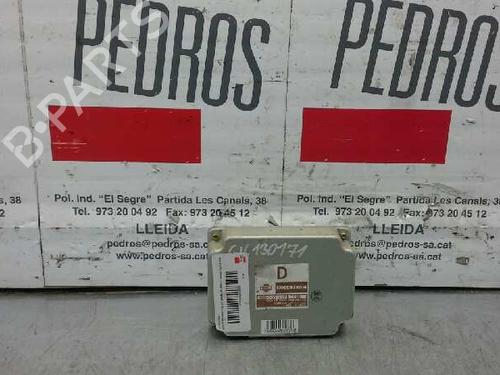 PEDROS
PEDROS
B-PARTS
Pol. Ind. "El Segre" Partida Les Canals, 38
Tel. 973 20 04 92 Fax: 973 20 45 12
LLEIDA
pedros@pedros-sa.cat
pedros-sa.cat
Pol. Ind. "El Segre" Partida Les Canals, 38
Tel. 973 20 04 92 Fax: 973 20 45 12
LLEIDA
pedros@pedros-sa.cat
www.pedros-sa.cat
CV130171
D